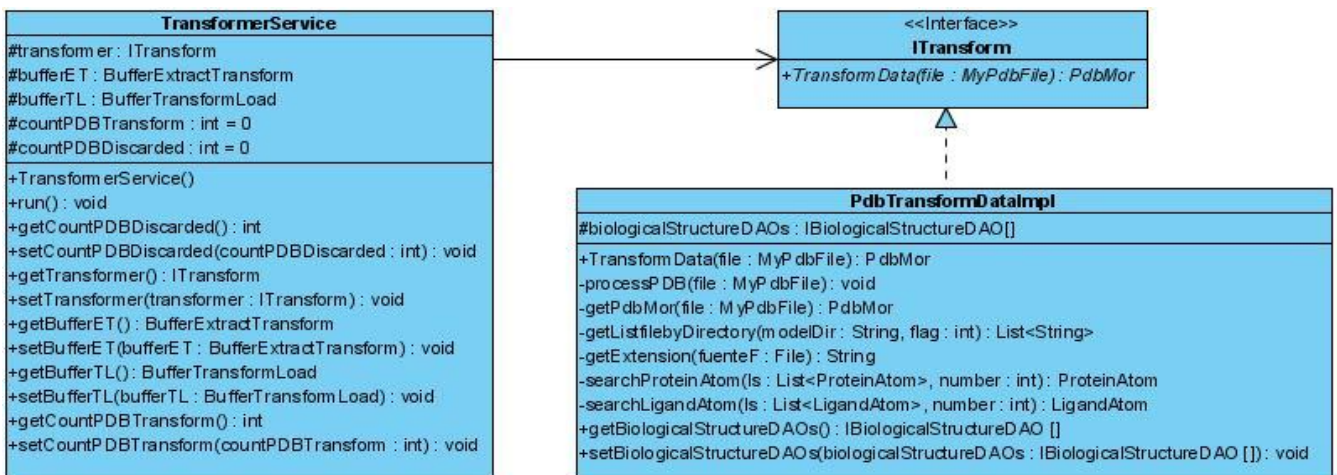 TransformerService
#transformer : ITransform
#bufferET : BufferExtractTransform
#bufferTL : BufferTransformLoad
#countPDBTransform : int = 0
#countPDBDiscarded : int = 0
+TransformerService()
+run() : void
+getCountPDBDiscarded() : int
+setCountPDBDiscarded(countPDBDiscarded : int) : void
+getTransformer() : ITransform
+setTransformer(transformer : ITransform) : void
+getBufferET() : BufferExtractTransform
+setBufferET(bufferET : BufferExtractTransform) : void
+getBufferTL() : BufferTransformLoad
+setBufferTL(bufferTL : BufferTransformLoad) : void
+getCountPDBTransform() : int
+setCountPDBTransform(countPDBTransform : int) : void
<<Interface>>
ITransform
+TransformData(file : MyPdbFile) : PdbMor
PdbTransformDataImpl
#biologicalStructureDAOs : IBiologicalStructureDAO[]
+TransformData(file : MyPdbFile) : PdbMor
-processPDB(file : MyPdbFile) : void
-getPdbMor(file : MyPdbFile) : PdbMor
-getListfilebyDirectory(modelDir : String, flag : int) : List<String>
-getExtension(fuenteF : File) : String
-searchProteinAtom(ls : List<ProteinAtom>, number : int) : ProteinAtom
-searchLigandAtom(ls : List<LigandAtom>, number : int) : LigandAtom
+getBiologicalStructureDAOs() : IBiologicalStructureDAO []
+setBiologicalStructureDAOs(biologicalStructureDAOs : IBiologicalStructureDAO []) : void